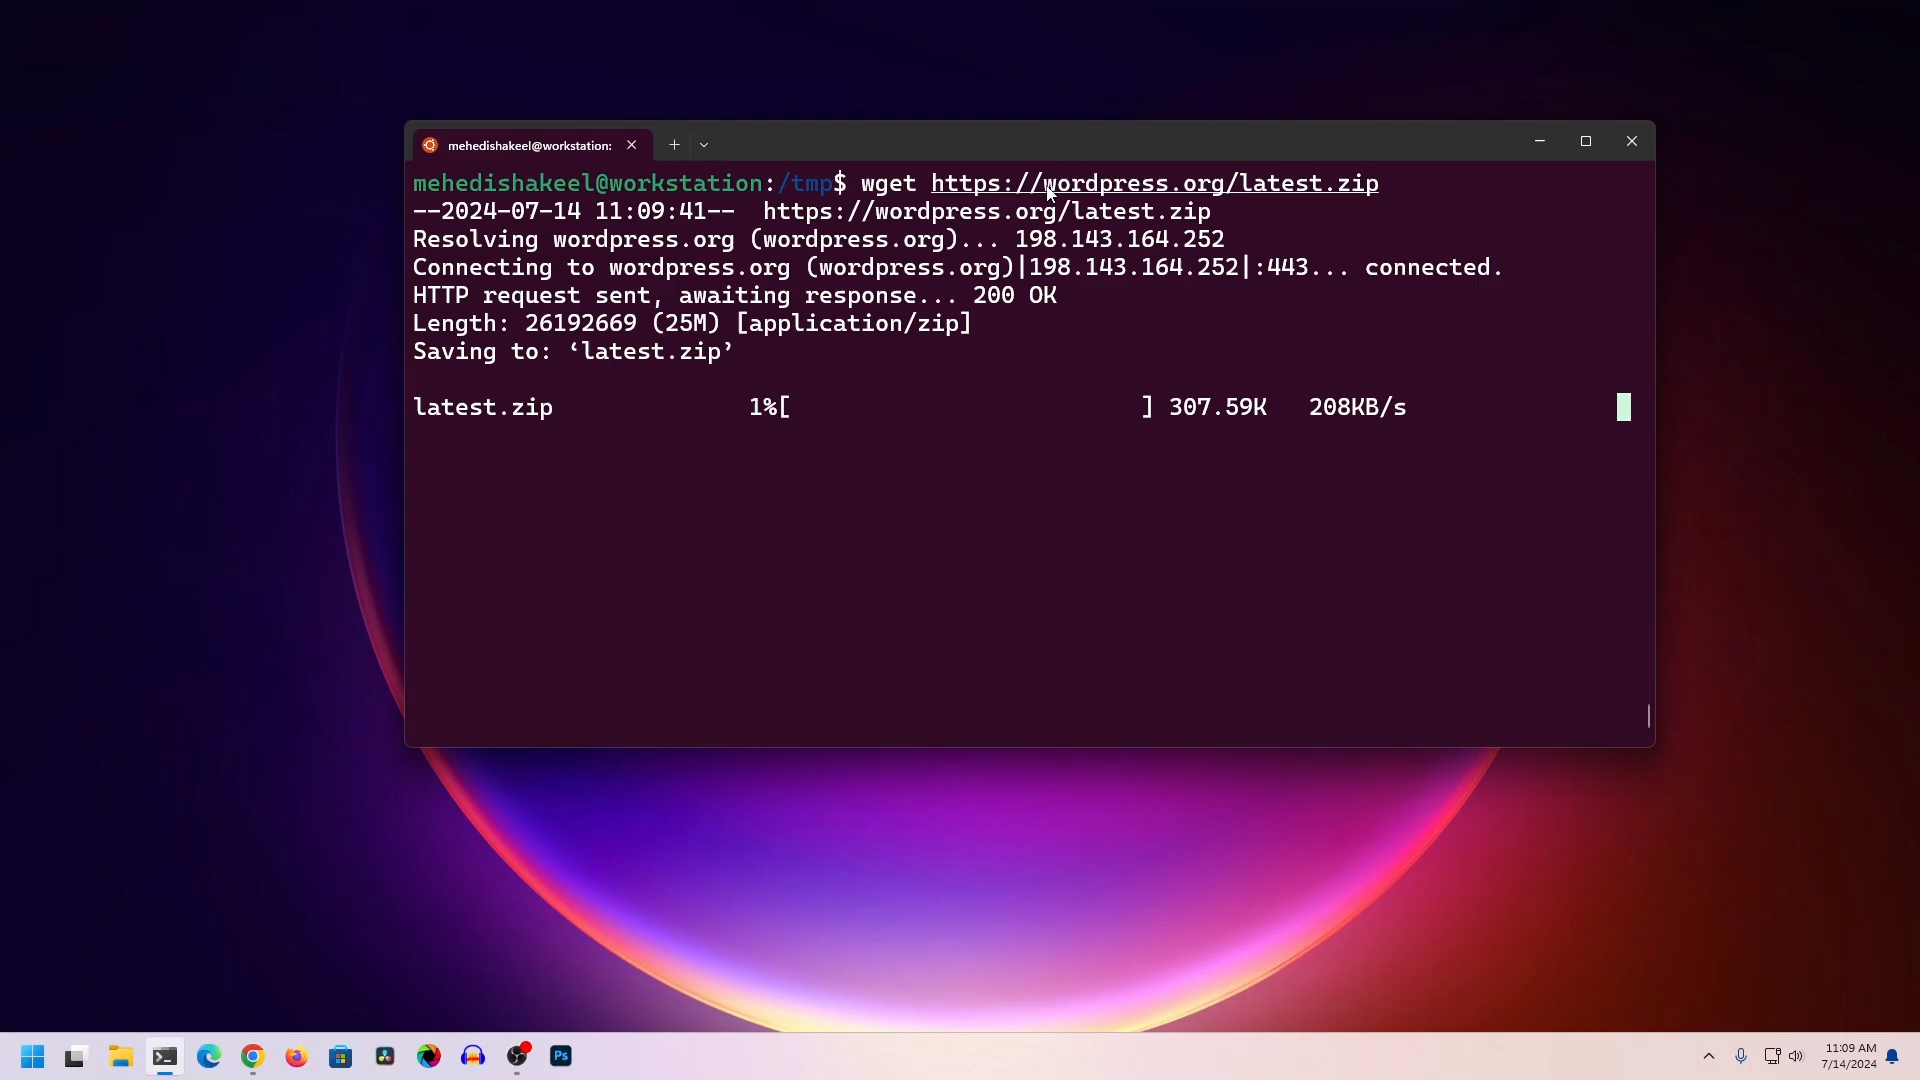 mehedishakeel@workstation:
mehedishakeel@workstation:/tmp$ wget https://wordpress.org/latest.zip
--2024-07-14 11:09:41--  https://wordpress.org/latest.zip
Resolving wordpress.org (wordpress.org)... 198.143.164.252
Connecting to wordpress.org (wordpress.org)|198.143.164.252|:443... connected.
HTTP request sent, awaiting response... 200 OK
Length: 26192669 (25M) [application/zip]
Saving to: ‘latest.zip’
latest.zip 1%[ ] 307.59K 208KB/s
Ps
11:09 AM
7/14/2024